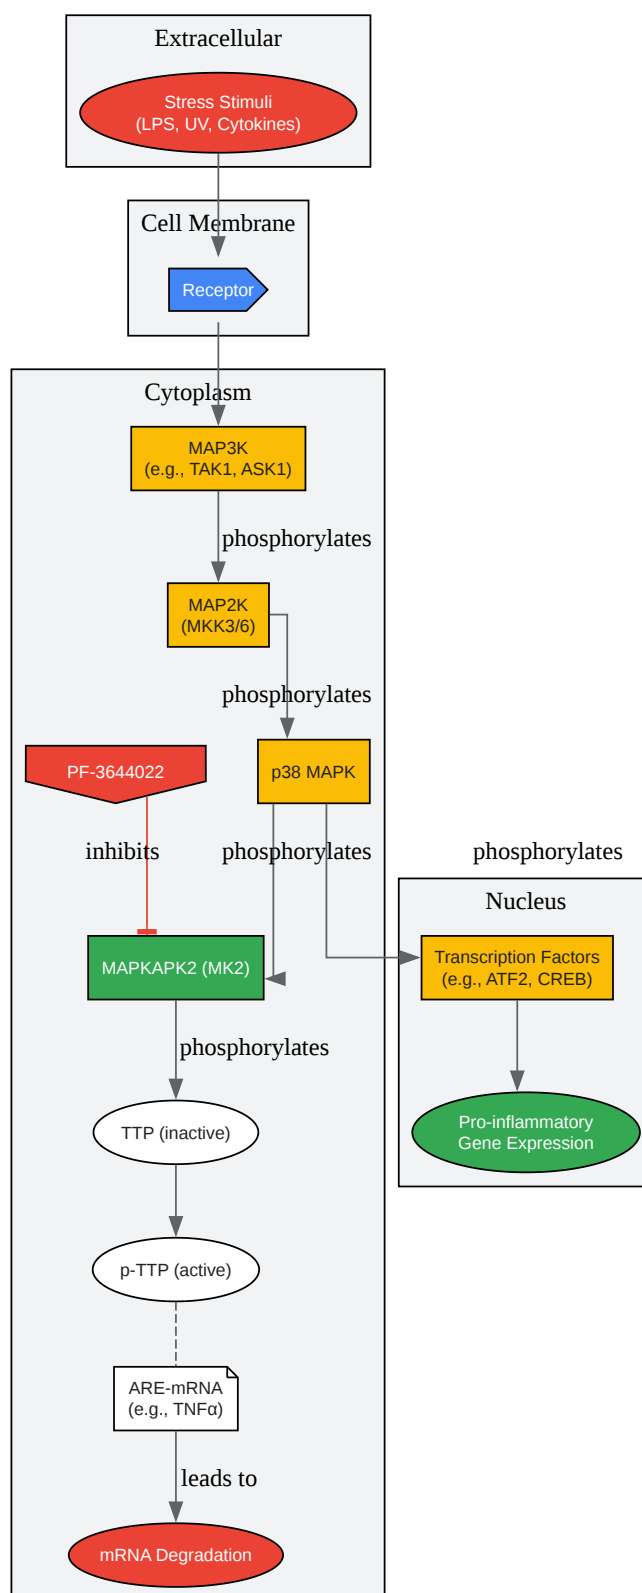 Extracellular
Stress Stimuli
(LPS, UV, Cytokines)
Cell Membrane
Receptor
Cytoplasm
MAP3K
(e.g., TAK1, ASK1)
phosphorylates
MAP2K
(MKK3/6)
phosphorylates
PF-3644022
p38 MAPK
inhibits
phosphorylates
phosphorylates
Nucleus
MAPKAPK2 (MK2)
Transcription Factors
(e.g., ATF2, CREB)
phosphorylates
TTP (inactive)
Pro-inflammatory
Gene Expression
p-TTP (active)
ARE-mRNA
(e.g., TNFα)
leads to
mRNA Degradation